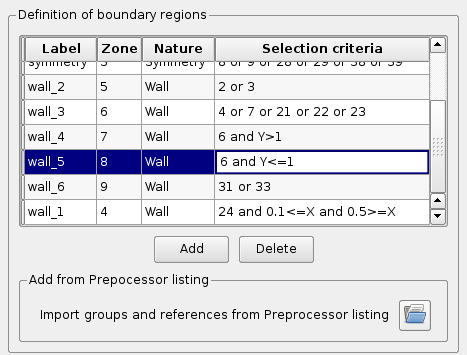 Definition of boundary regions
Label Zone Nature Selection criteria
symmetry 3 Symmetry 8 or 9 or 28 or 29 or 38 or 39
wall_2 5 Wall 2 or 3
wall_3 6 Wall 4 or 7 or 21 or 22 or 23
wall_4 7 Wall 6 and Y>1
wall_5 8 Wall 6 and Y<=1
wall_6 9 Wall 31 or 33
wall_1 4 Wall 24 and 0.1<=X and 0.5>=X
Add Delete
Add from Prepocessor listing
Import groups and references from Preprocessor listing